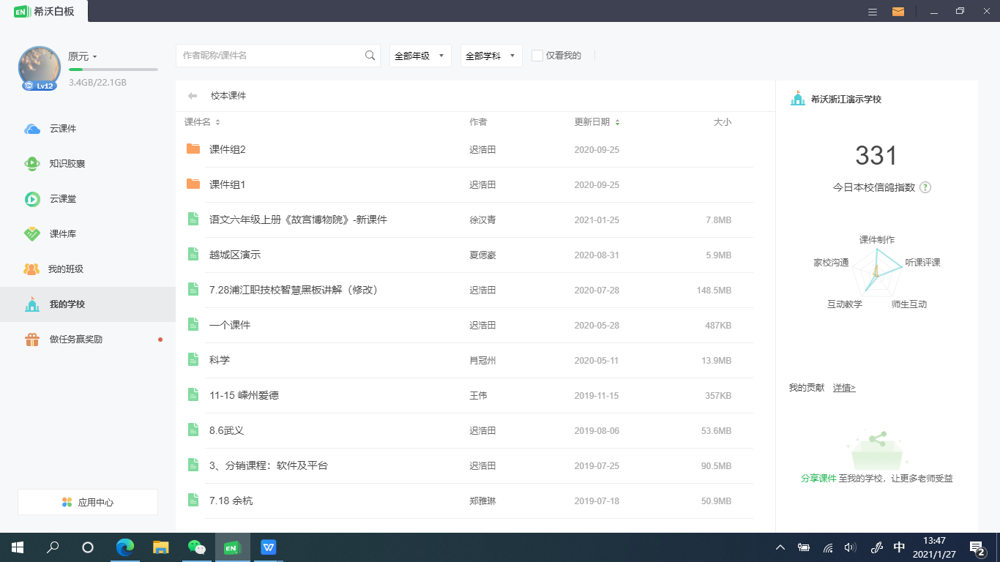 EN 希沃白板
原元
3.4GB/22.1GB
Lv12
云课件
知识胶囊
云课堂
课件库
我的班级
我的学校
做任务赢奖励
应用中心
作者昵称/课件名 全部年级 全部学科 仅看我的
校本课件
课件名 作者 更新日期 大小
课件组2 迟浩田 2020-09-25
课件组1 迟浩田 2020-09-25
语文六年级上册《故宫博物院》-新课件 徐汉青 2021-01-25 7.8MB
越城区演示 夏偲豪 2020-08-31 5.9MB
7.28浦江职技校智慧黑板讲解（修改） 迟浩田 2020-07-28 148.5MB
一个课件 迟浩田 2020-05-28 487KB
科学 肖冠州 2020-05-11 13.9MB
11-15 嵊州爱德 王伟 2019-11-15 357KB
8.6武义 迟浩田 2019-08-06 53.6MB
3、分销课程：软件及平台 迟浩田 2019-07-25 90.5MB
7.18 余杭 郑雅琳 2019-07-18 50.9MB
希沃浙江演示学校
331
今日本校信鸽指数 ?
课件制作
家校沟通 听课评课
互动教学 师生互动
我的贡献 详情>
分享课件 至我的学校，让更多老师受益
EN
中
13:47
2021/1/27
2